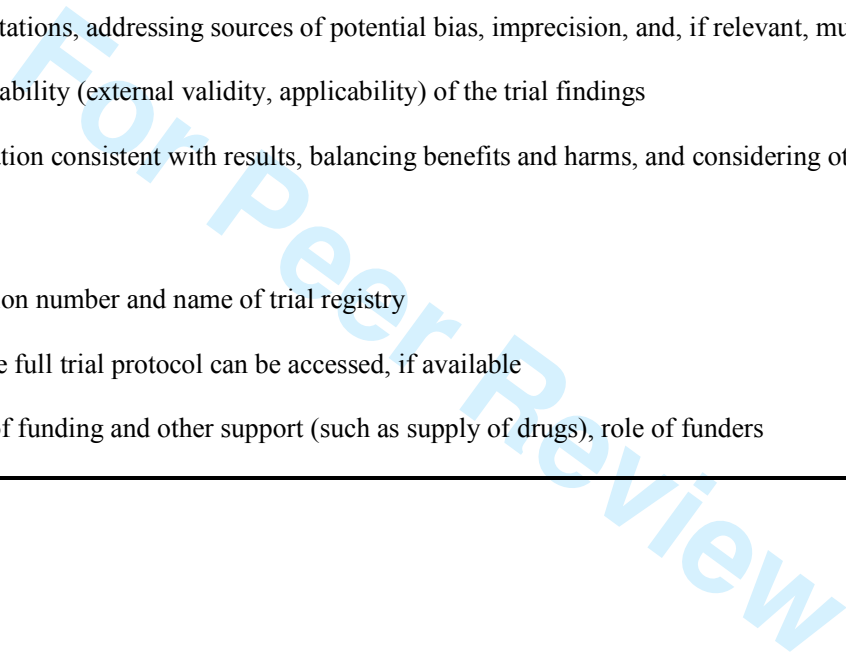 tations, addressing sources of potential bias, imprecision, and, if relevant, mu
ability (external validity, applicability) of the trial findings
tion consistent with results, balancing benefits and harms, and considering ot
on number and name of trial registry
e full trial protocol can be accessed, if available
of funding and other support (such as supply of drugs), role of funders
For Peer Review